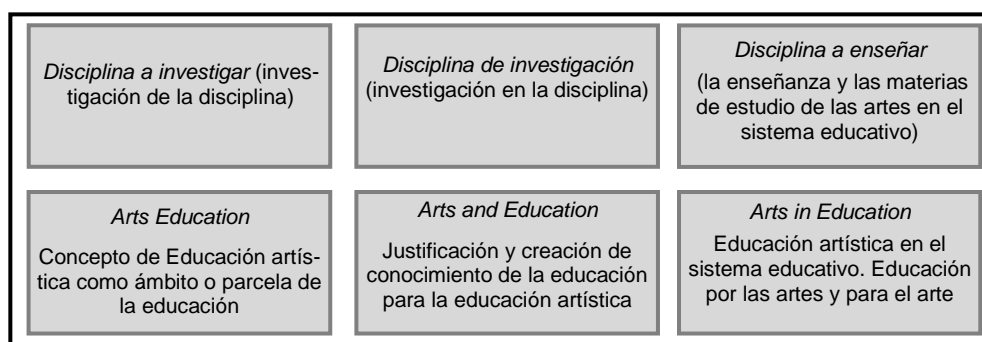 Disciplina a investigar (inves-
tigación de la disciplina)
Disciplina de investigación
(investigación en la disciplina)
Disciplina a enseñar
(la enseñanza y las materias
de estudio de las artes en el
sistema educativo)
Arts Education
Concepto de Educación artís-
tica como ámbito o parcela de
la educación
Arts and Education
Justificación y creación de
conocimiento de la educación
para la educación artística
Arts in Education
Educación artística en el
sistema educativo. Educación
por las artes y para el arte